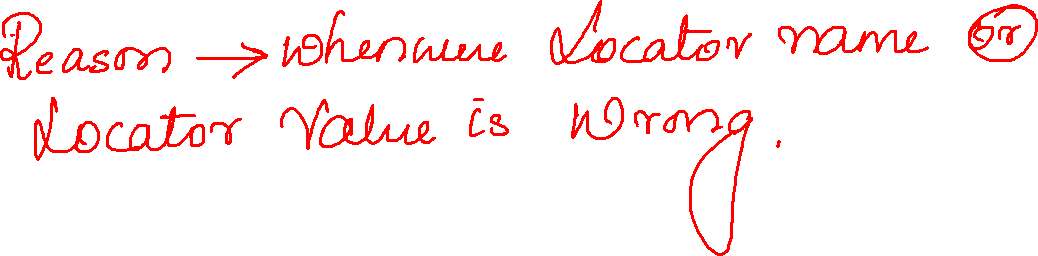 Reason → whenever Locator name or
Locator Value is wrong.